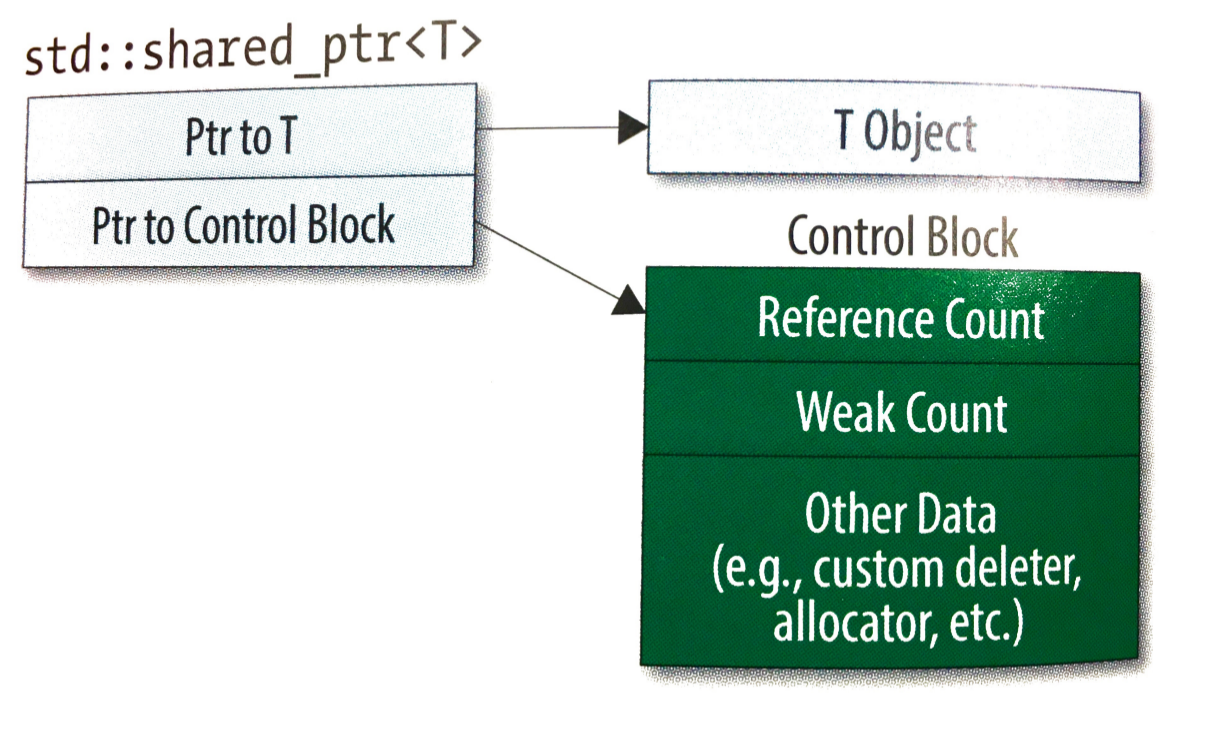 std::shared_ptr<T>
Ptr to T
Ptr to Control Block
T Object
Control Block
Reference Count
Weak Count
Other Data
(e.g., custom deleter,
allocator, etc.)